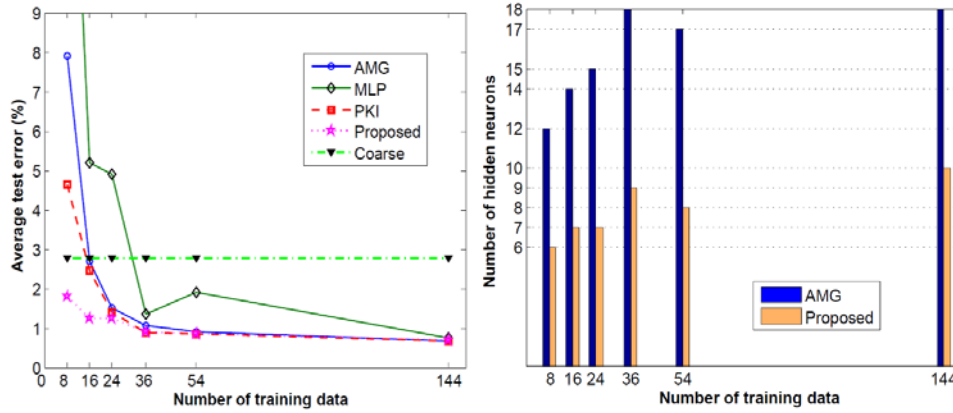 9
8
7
6
5
4
3
2
1
0
Average test error (%)
AMG
MLP
PKI
Proposed
Coarse
0 8 16 24 36 54 144
Number of training data
18
17
15
14
12
10
9
8
7
6
Number of hidden neurons
AMG
Proposed
8 16 24 36 54 144
Number of training data